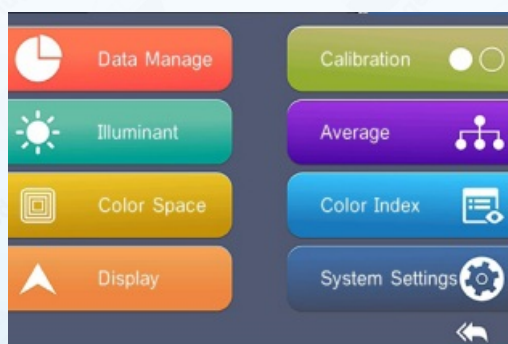 Data Manage
Calibration
Illuminant
Average
Color Space
Color Index
Display
System Settings